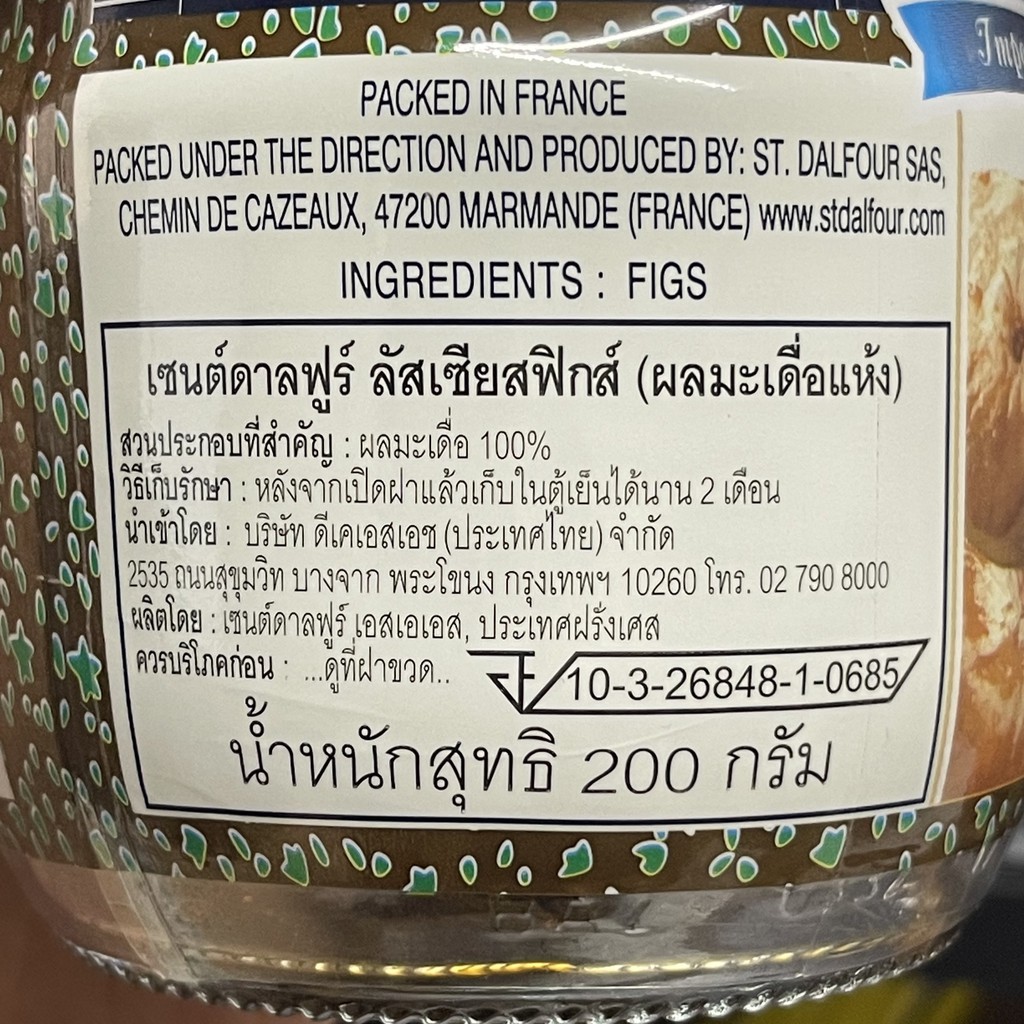 PACKED IN FRANCE
PACKED UNDER THE DIRECTION AND PRODUCED BY: ST. DALFOUR SAS,
CHEMIN DE CAZEAUX, 47200 MARMANDE (FRANCE) www.stdalfour.com
INGREDIENTS : FIGS
เซนต์ดาลฟูร์ ลัสเซียสฟิกส์ (ผลมะเดื่อแห้ง)
ส่วนประกอบที่สำคัญ : ผลมะเดื่อ 100%
วิธีเก็บรักษา : หลังจากเปิดฝาแล้วเก็บในตู้เย็นได้นาน 2 เดือน
นำเข้าโดย : บริษัท ดีเคเอสเอช (ประเทศไทย) จำกัด
2535 ถนนสุขุมวิท บางจาก พระโขนง กรุงเทพฯ 10260 โทร. 02 790 8000
ผลิตโดย : เซนต์ดาลฟูร์ เอสเอเอส, ประเทศฝรั่งเศส
ควรบริโภคก่อน : ...ดูที่ฝาขวด..
10-3-26848-1-0685
น้ำหนักสุทธิ 200 กรัม